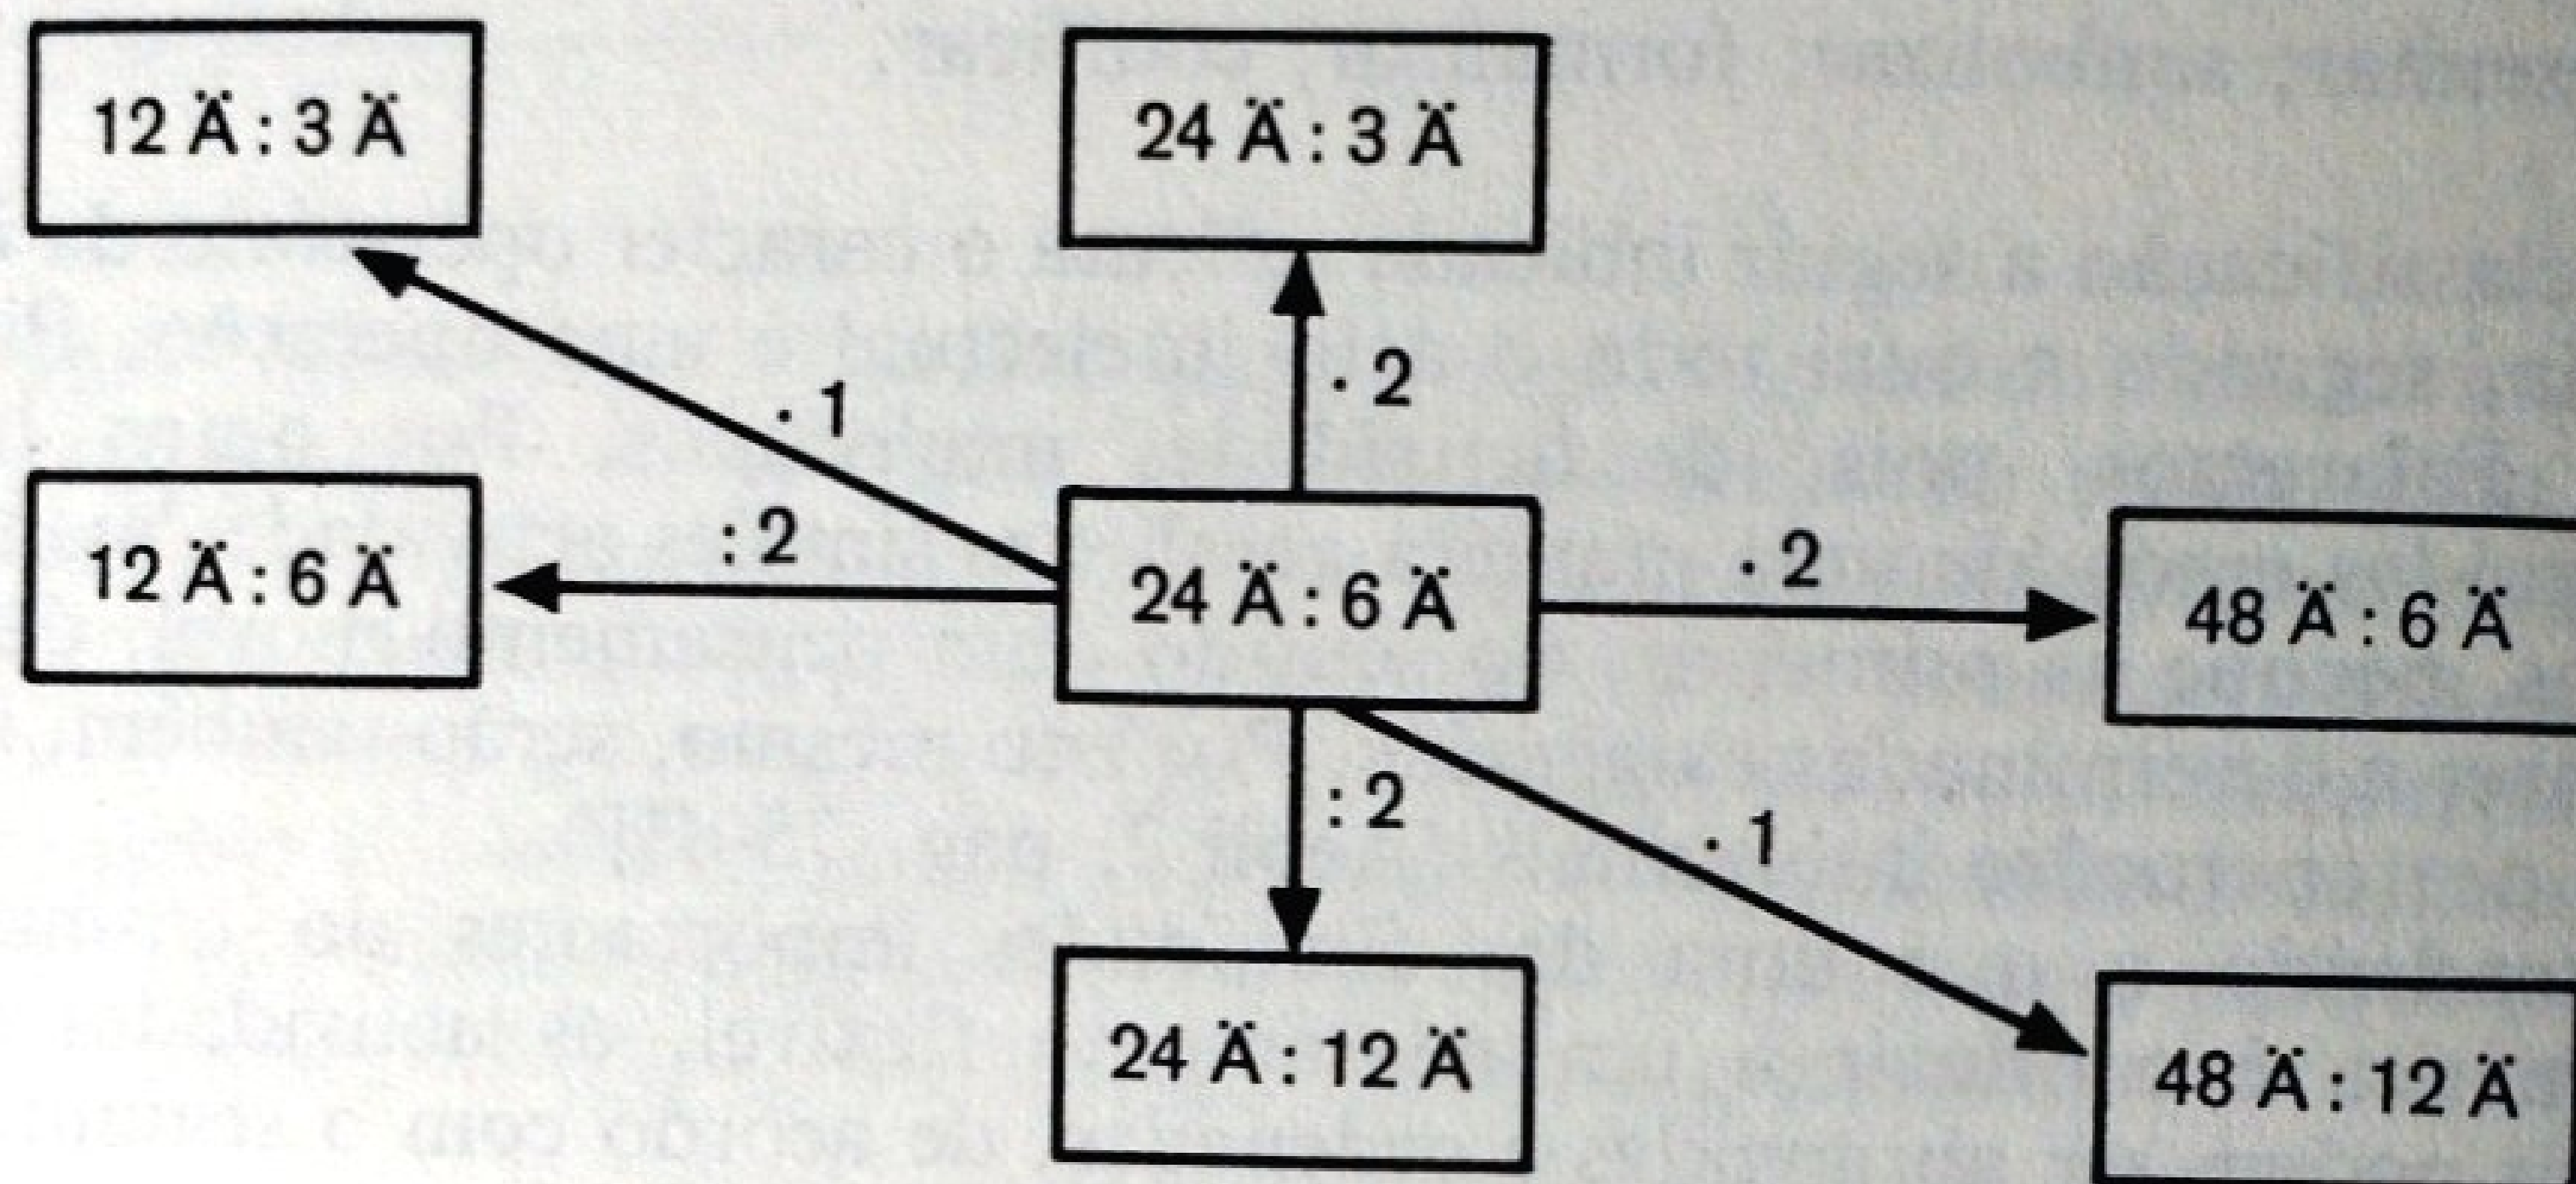 12 Ä : 3 Ä
24 Ä : 3 Ä
· 1
· 2
12 Ä : 6 Ä
: 2
24 Ä : 6 Ä
· 2
48 Ä : 6 Ä
: 2
· 1
24 Ä : 12 Ä
48 Ä : 12 Ä